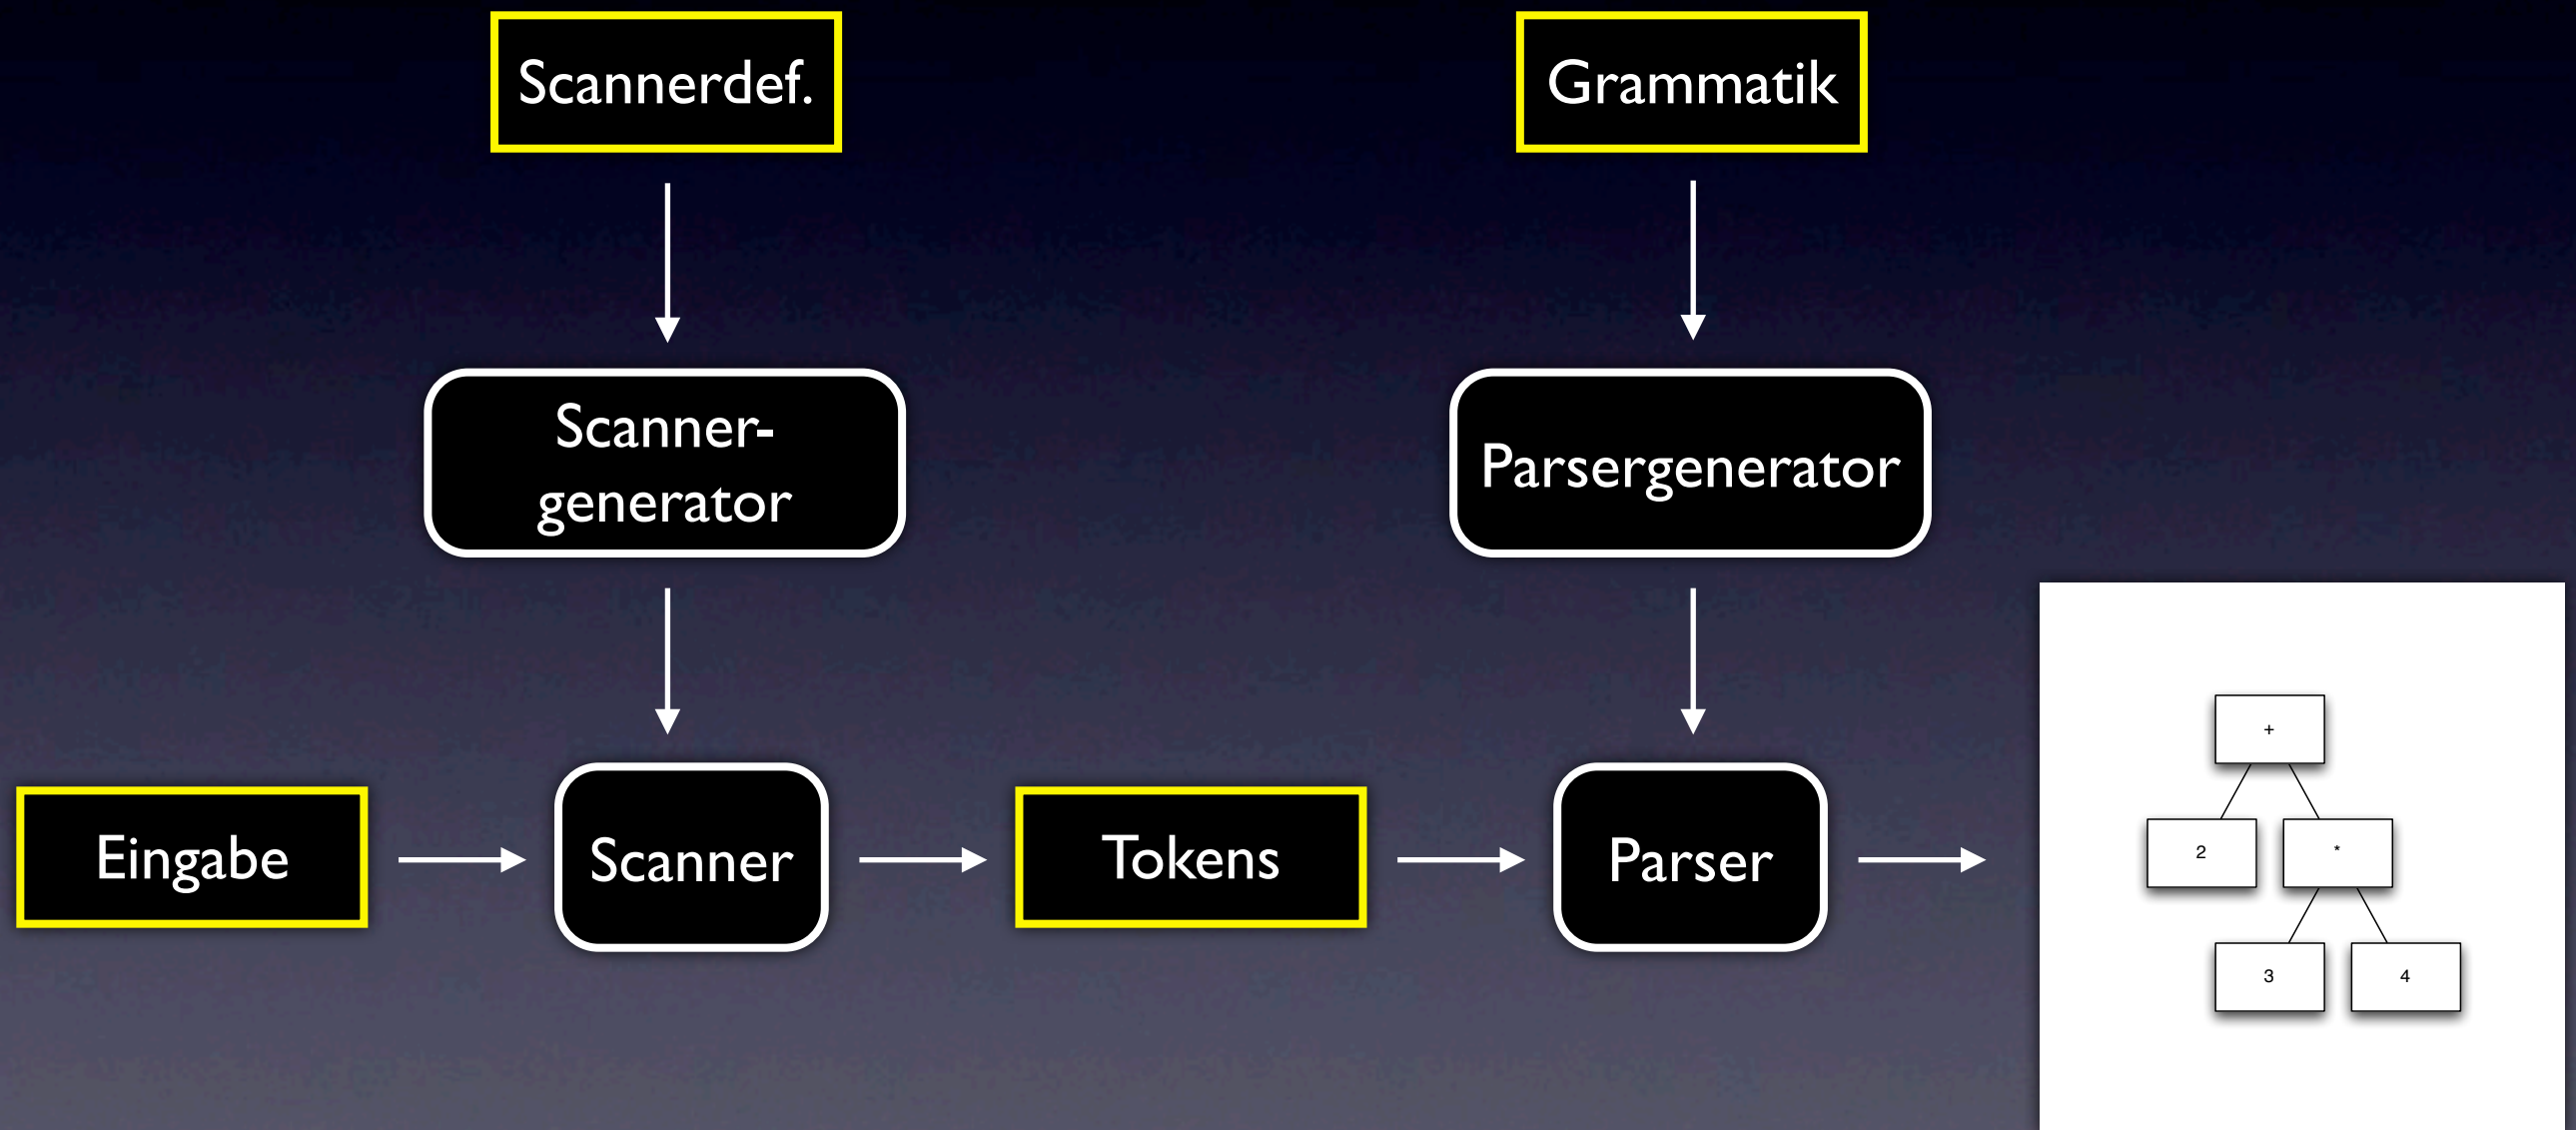 Scannerdef.
Grammatik
Scanner-
generator
Parsergenerator
Eingabe
Scanner
Tokens
Parser
+
2
*
3
4